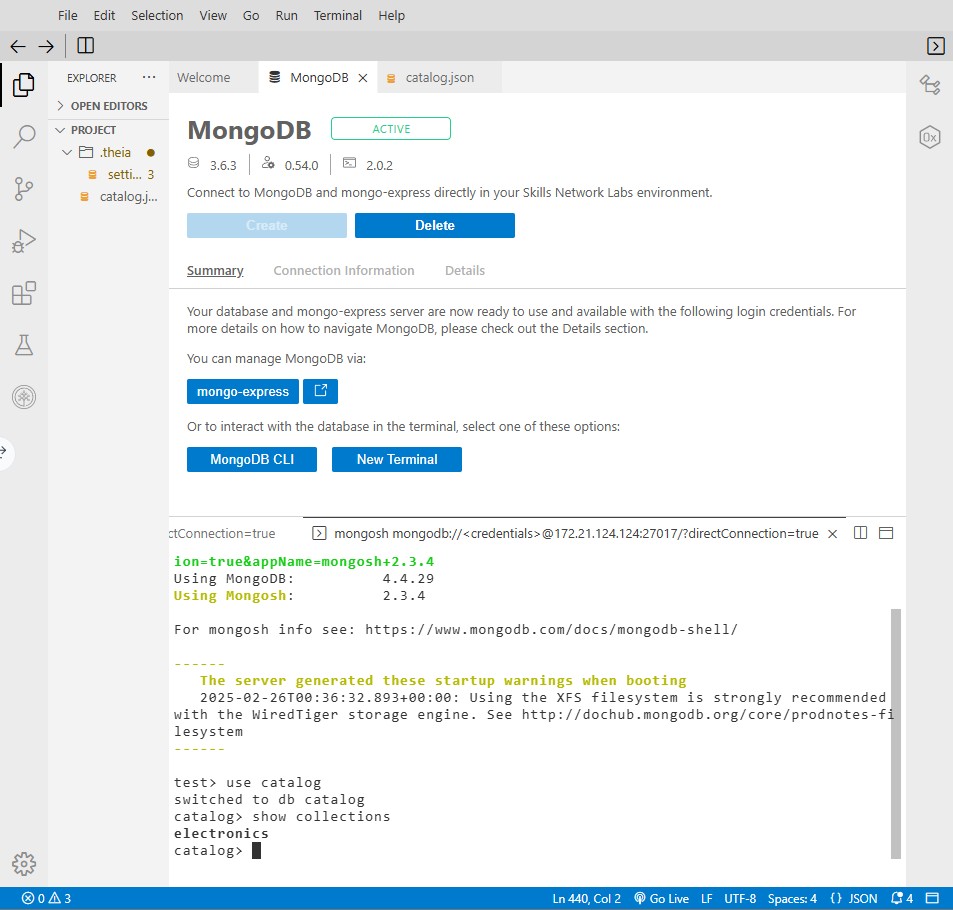 File Edit Selection View Go Run Terminal Help
EXPLORER ...
Welcome MongoDB catalog.json
OPEN EDITORS
PROJECT
.theia
setti... 3
catalog.j...
MongoDB ACTIVE
3.6.3 0.54.0 2.0.2
Connect to MongoDB and mongo-express directly in your Skills Network Labs environment.
Create Delete
Summary Connection Information Details
Your database and mongo-express server are now ready to use and available with the following login credentials. For
more details on how to navigate MongoDB, please check out the Details section.
You can manage MongoDB via:
mongo-express
Or to interact with the database in the terminal, select one of these options:
MongoDB CLI New Terminal
ctConnection=true mongosh mongodb://<credentials>@172.21.124.124:27017/?directConnection=true
ion=true&appName=mongosh+2.3.4
Using MongoDB: 4.4.29
Using Mongosh: 2.3.4
For mongosh info see: https://www.mongodb.com/docs/mongodb-shell/
------
The server generated these startup warnings when booting
2025-02-26T00:36:32.893+00:00: Using the XFS filesystem is strongly recommended
with the WiredTiger storage engine. See http://dochub.mongodb.org/core/prodnotes-fi
lesystem
------
test> use catalog
switched to db catalog
catalog> show collections
electronics
catalog>
0 3 Ln 440, Col 2 Go Live LF UTF-8 Spaces: 4 {} JSON 4